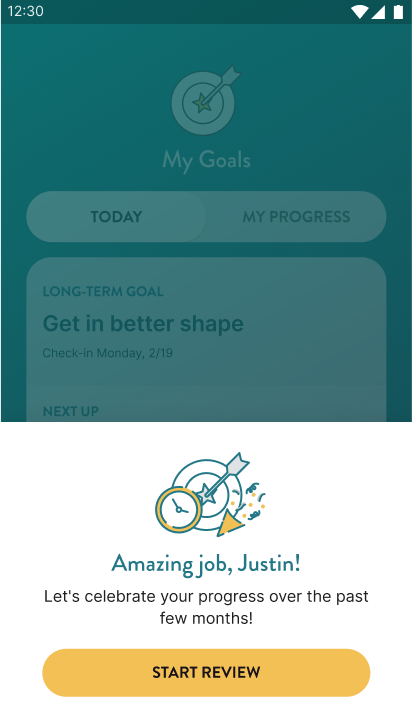 12:30
My Goals
TODAY
MY PROGRESS
LONG-TERM GOAL
Get in better shape
Check-in Monday, 2/19
NEXT UP
Amazing job, Justin!
Let's celebrate your progress over the past
few months!
START REVIEW